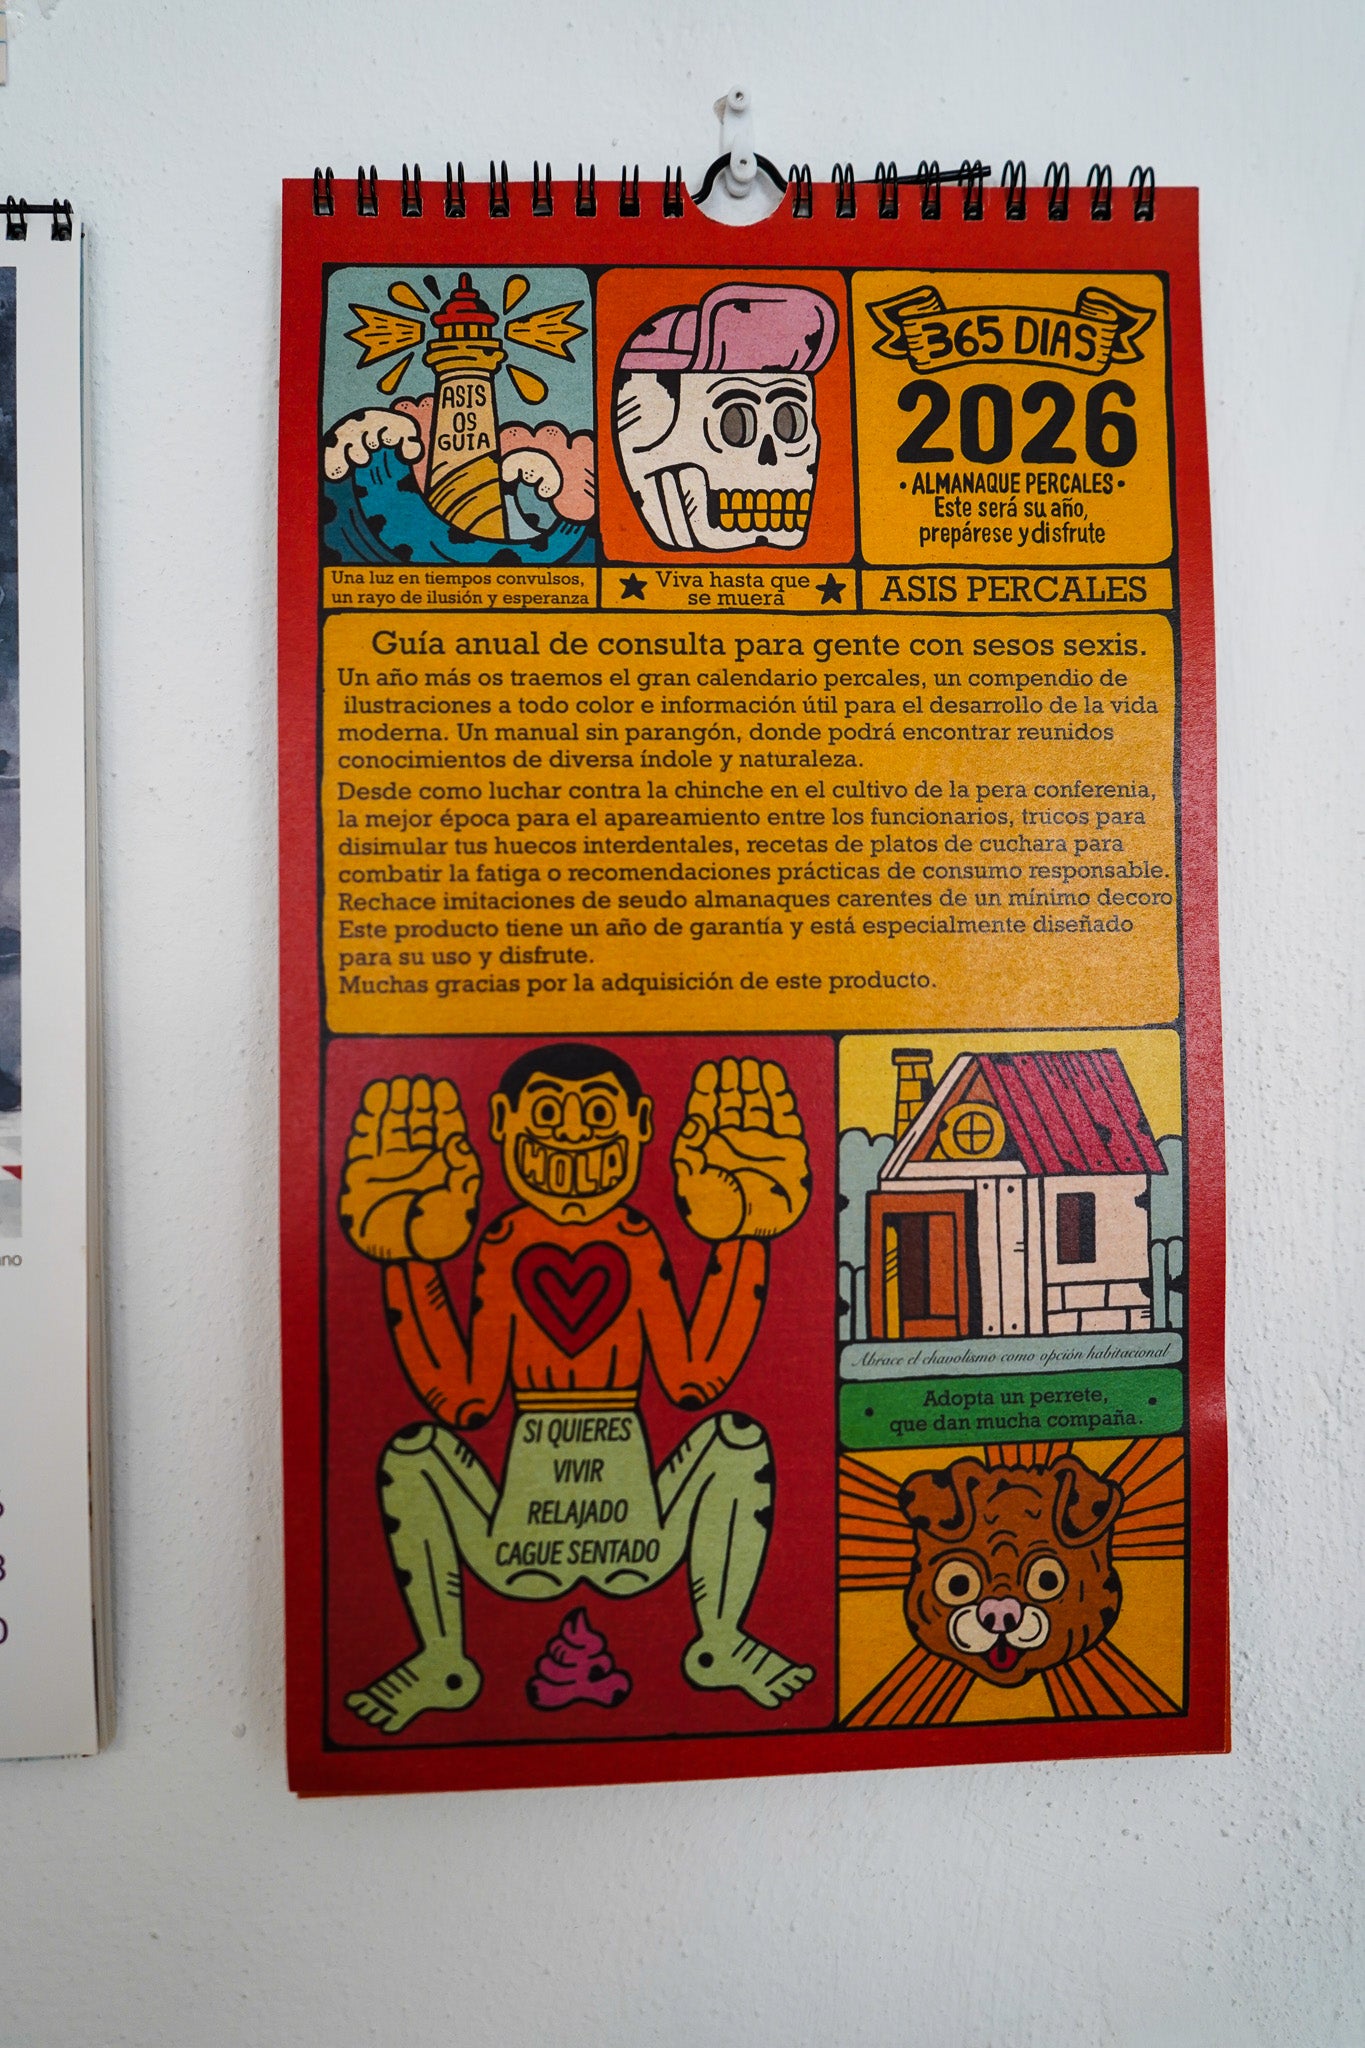 ASIS
OS
GUIA
365 DIAS
2026
• ALMANAQUE PERCALES •
Este será su año,
prepárese y disfrute
Una luz en tiempos convulsos,
un rayo de ilusión y esperanza
Viva hasta que
se muera
ASIS PERCALES
Guía anual de consulta para gente con sesos sexis.
Un año más os traemos el gran calendario percales, un compendio de
ilustraciones a todo color e información útil para el desarrollo de la vida
moderna. Un manual sin parangón, donde podrá encontrar reunidos
conocimientos de diversa índole y naturaleza.
Desde como luchar contra la chinche en el cultivo de la pera conferenia,
la mejor época para el apareamiento entre los funcionarios, trucos para
disimular tus huecos interdentales, recetas de platos de cuchara para
combatir la fatiga o recomendaciones prácticas de consumo responsable.
Rechace imitaciones de seudo almanaques carentes de un mínimo decoro
Este producto tiene un año de garantía y está especialmente diseñado
para su uso y disfrute.
Muchas gracias por la adquisición de este producto.
HOLA
SI QUIERES
VIVIR
RELAJADO
CAGUE SENTADO
Abrace el chavolismo como opción habitacional
Adopta un perrete,
que dan mucha compaña.